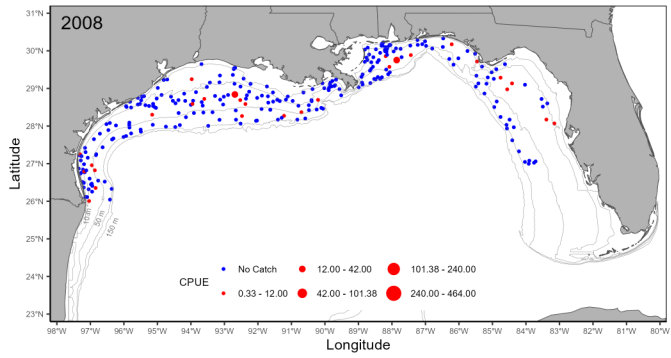 2008
31°N
30°N
29°N
28°N
27°N
26°N
25°N
24°N
23°N
Latitude
10 m
50 m
150 m
CPUE
No Catch
12.00 - 42.00
101.38 - 240.00
0.33 - 12.00
42.00 - 101.38
240.00 - 464.00
98°W 97°W 96°W 95°W 94°W 93°W 92°W 91°W 90°W 89°W 88°W 87°W 86°W 85°W 84°W 83°W 82°W 81°W 80°W
Longitude